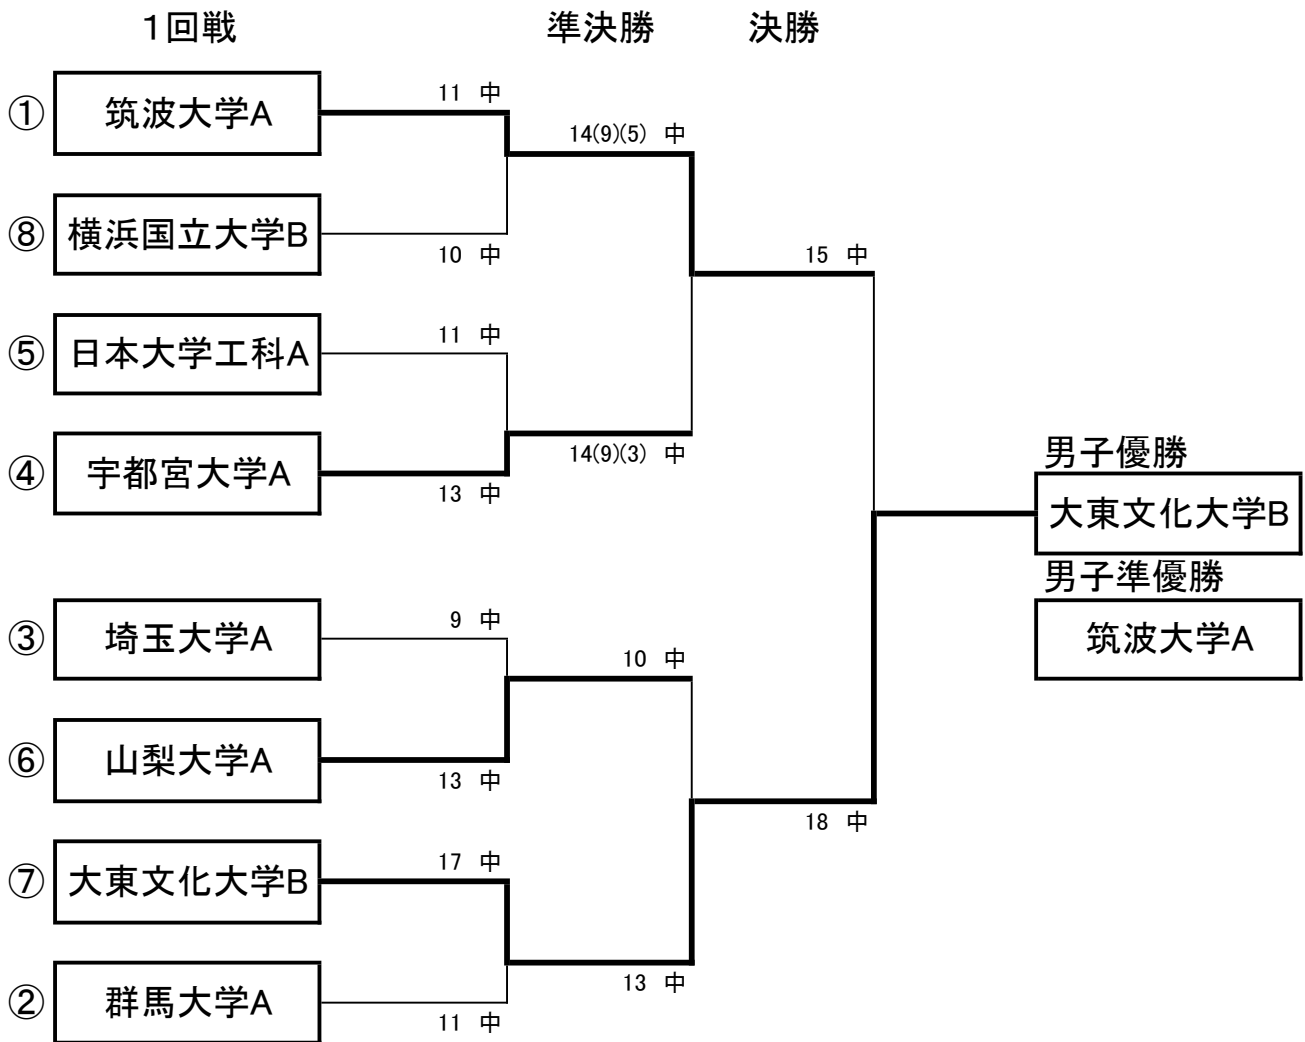 1回戦 準決勝 決勝
① 筑波大学A 11 中
14(9)(5) 中
⑧ 横浜国立大学B 10 中
15 中
⑤ 日本大学工科A 11 中
14(9)(3) 中
④ 宇都宮大学A 13 中
男子優勝
大東文化大学B
男子準優勝
筑波大学A
③ 埼玉大学A 9 中
10 中
⑥ 山梨大学A 13 中
18 中
⑦ 大東文化大学B 17 中
13 中
② 群馬大学A 11 中